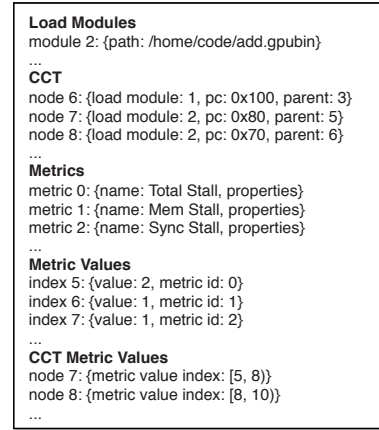 Load Modules
module 2: {path: /home/code/add.gpubin}
...
CCT
node 6: {load module: 1, pc: 0x100, parent: 3}
node 7: {load module: 2, pc: 0x80, parent: 5}
node 8: {load module: 2, pc: 0x70, parent: 6}
...
Metrics
metric 0: {name: Total Stall, properties}
metric 1: {name: Mem Stall, properties}
metric 2: {name: Sync Stall, properties}
...
Metric Values
index 5: {value: 2, metric id: 0}
index 6: {value: 1, metric id: 1}
index 7: {value: 1, metric id: 2}
...
CCT Metric Values
node 7: {metric value index: [5, 8)}
node 8: {metric value index: [8, 10)}
...